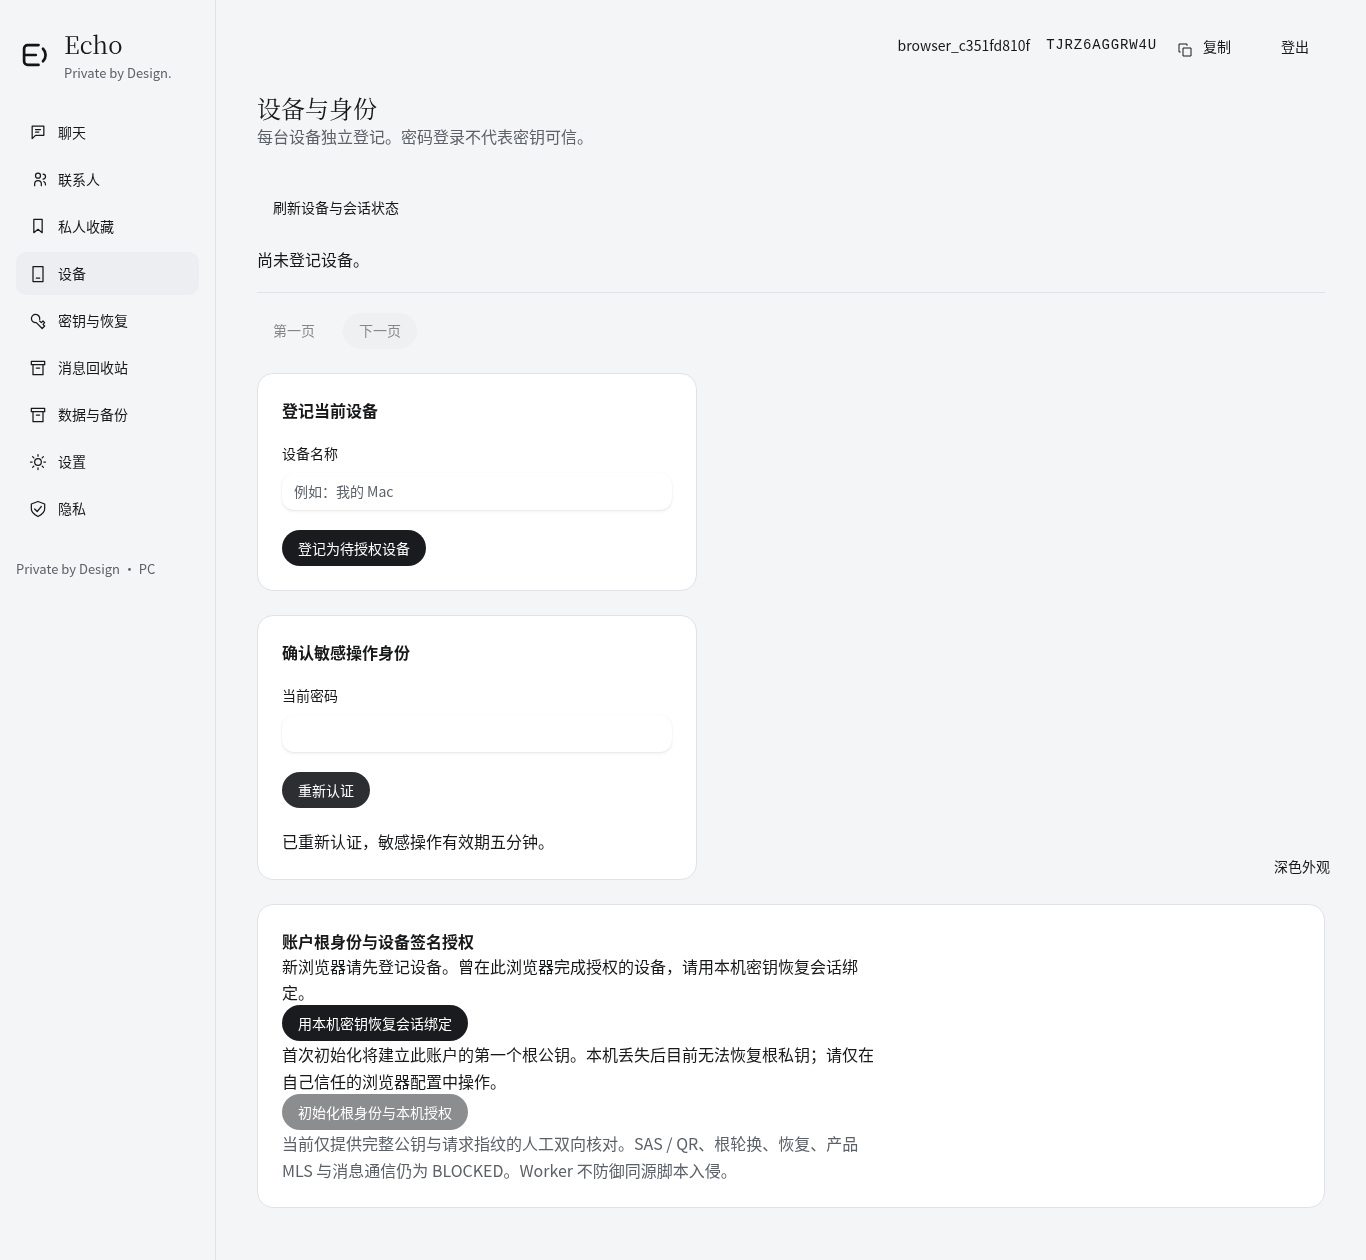 Echo
Private by Design.
聊天
联系人
私人收藏
设备
密钥与恢复
消息回收站
数据与备份
设置
隐私
Private by Design • PC
browser_c351fd810f TJRZ6AGGRW4U 复制 登出
设备与身份
每台设备独立登记。密码登录不代表密钥可信。
刷新设备与会话状态
尚未登记设备。
第一页 下一页
登记当前设备
设备名称
例如：我的 Mac
登记为待授权设备
确认敏感操作身份
当前密码
重新认证
已重新认证，敏感操作有效期五分钟。
深色外观
账户根身份与设备签名授权
新浏览器请先登记设备。曾在此浏览器完成授权的设备，请用本机密钥恢复会话绑
定。
用本机密钥恢复会话绑定
首次初始化将建立此账户的第一个根公钥。本机丢失后目前无法恢复根私钥；请仅在
自己信任的浏览器配置中操作。
初始化根身份与本机授权
当前仅提供完整公钥与请求指纹的人工双向核对。SAS / QR、根轮换、恢复、产品
MLS 与消息通信仍为 BLOCKED。Worker 不防御同源脚本入侵。